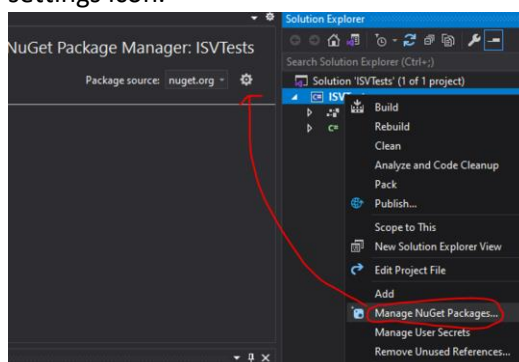 settings icon.
Solution Explorer
NuGet Package Manager: ISVTests
Package source: nuget.org
Search Solution Explorer (Ctrl+;)
Solution 'ISVTests' (1 of 1 project)
C#
Build
C#
Rebuild
Clean
Analyze and Code Cleanup
Pack
Publish...
Scope to This
New Solution Explorer View
Edit Project File
Add
Manage NuGet Packages...
Manage User Secrets
Remove Unused References...